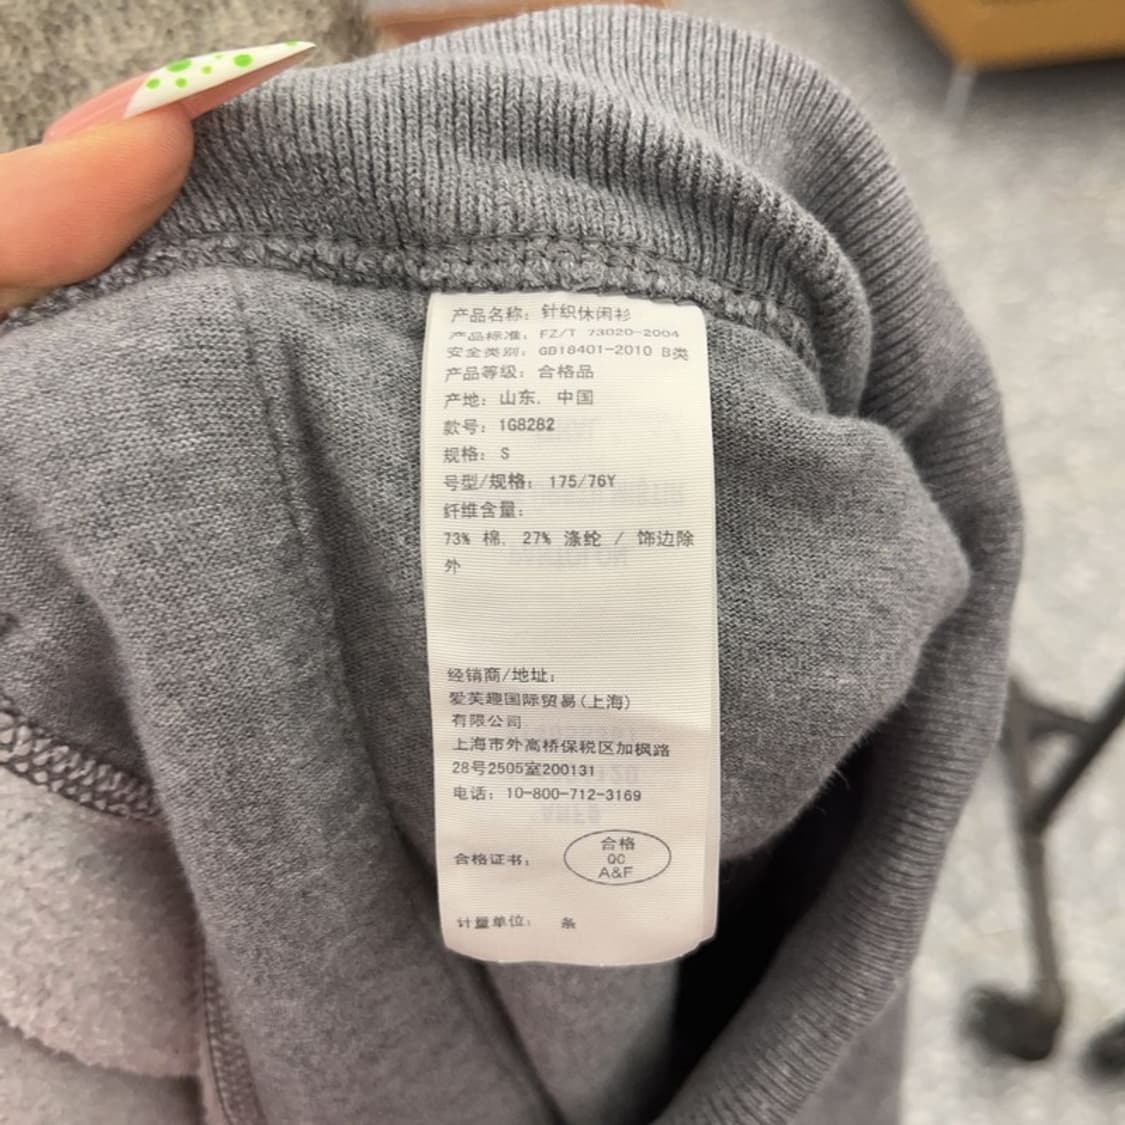 产品名称：针织休闲衫
产品标准：FZ/T 73020-2004
安全类别：GB18401-2010 B类
产品等级：合格品
产地：山东，中国
款号：1G8282
规格：S
号型/规格：175/76Y
纤维含量：
73% 棉，27% 涤纶 / 饰边除
外
经销商/地址：
爱芙趣国际贸易(上海)
有限公司
上海市外高桥保税区加枫路
28号2505室200131
电话：10-800-712-3169
合格证书：
合格
QC
A&F
计量单位： 条